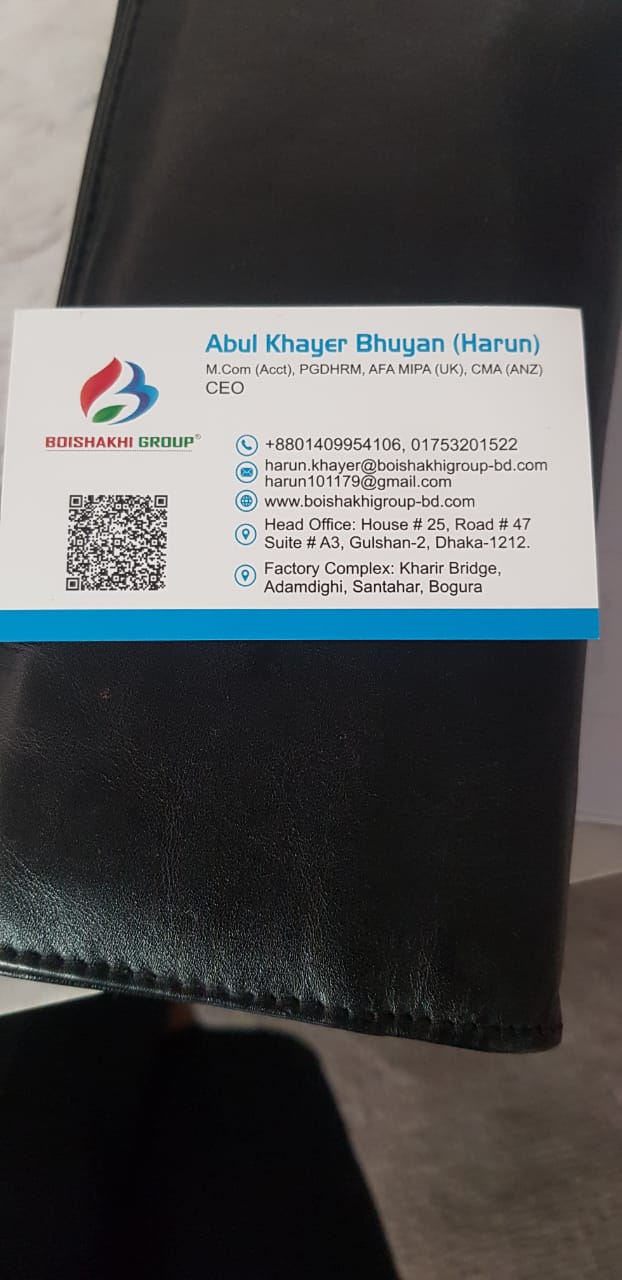 Abul Khayer Bhuyan (Harun)
M.Com (Acct), PGDHRM, AFA MIPA (UK), CMA (ANZ)
CEO
BOISHAKHI GROUP®
+8801409954106, 01753201522
harun.khayer@boishakhigroup-bd.com
harun101179@gmail.com
www.boishakhigroup-bd.com
Head Office: House # 25, Road # 47
Suite # A3, Gulshan-2, Dhaka-1212.
Factory Complex: Kharir Bridge,
Adamdighi, Santahar, Bogura